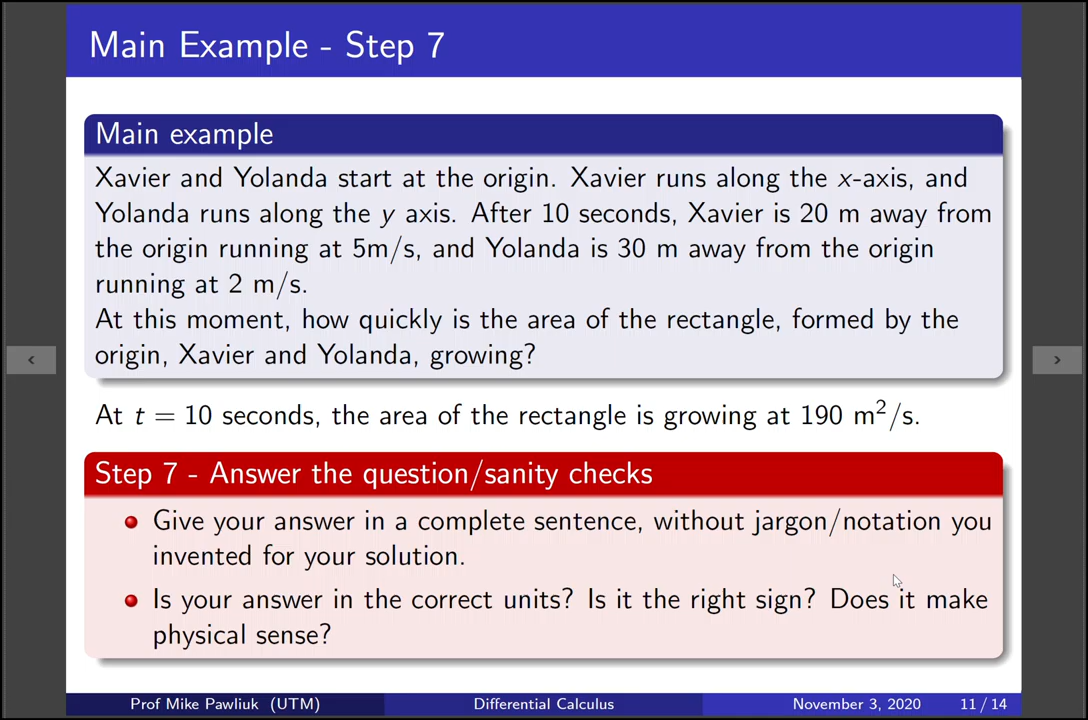 Main Example - Step 7
Main example
Xavier and Yolanda start at the origin. Xavier runs along the x-axis, and
Yolanda runs along the y axis. After 10 seconds, Xavier is 20 m away from
the origin running at 5m/s, and Yolanda is 30 m away from the origin
running at 2 m/s.
At this moment, how quickly is the area of the rectangle, formed by the
origin, Xavier and Yolanda, growing?
At t = 10 seconds, the area of the rectangle is growing at 190 m²/s.
Step 7 - Answer the question/sanity checks
Give your answer in a complete sentence, without jargon/notation you
invented for your solution.
Is your answer in the correct units? Is it the right sign? Does it make
physical sense?
Prof Mike Pawliuk (UTM) Differential Calculus November 3, 2020 11 / 14